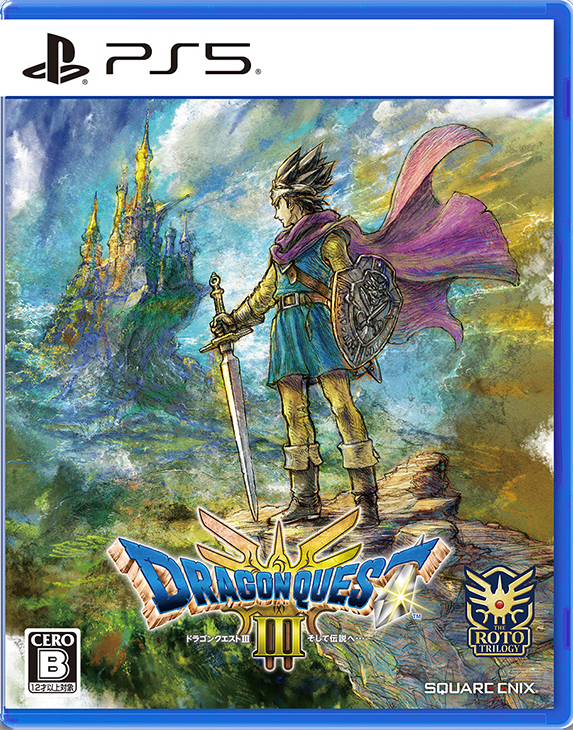 PS5
DRAGON QUEST
TM
III
ドラゴンクエストIII そして伝説へ…
THE
ROTO
TRILOGY
CERO
B
12才以上対象
SQUARE ENIX